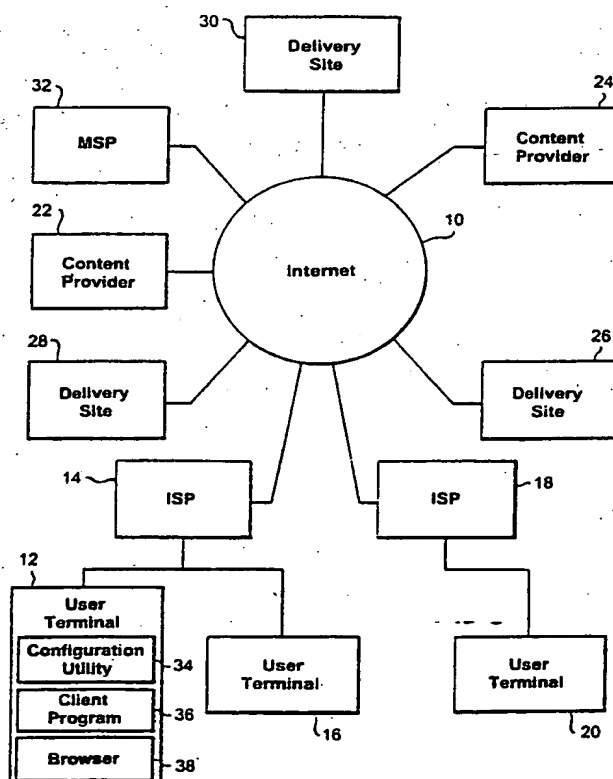 30
Delivery
Site
32
MSP
24
Content
Provider
22
Content
Provider
10
Internet
28
Delivery
Site
26
Delivery
Site
14
ISP
18
ISP
12
User
Terminal
Configuration
Utility
34
Client
Program
36
Browser
38
User
Terminal
16
User
Terminal
20